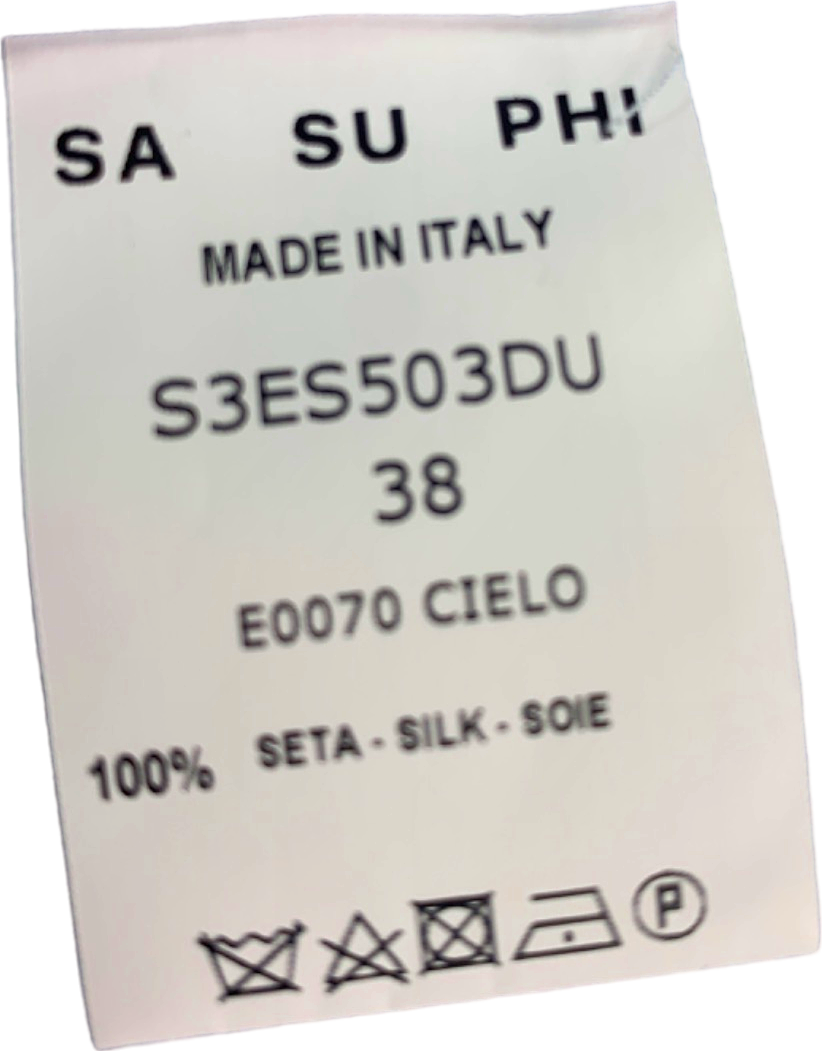 SA SU PHI
MADE IN ITALY
S3ES503DU
38
E0070 CIELO
100% SETA - SILK - SOIE
P